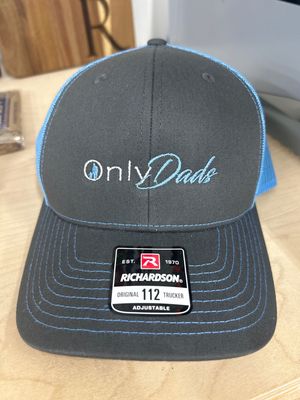 OnlyDads
EST. R 1970
RICHARDSON
ORIGINAL 112 TRUCKER
ADJUSTABLE
R